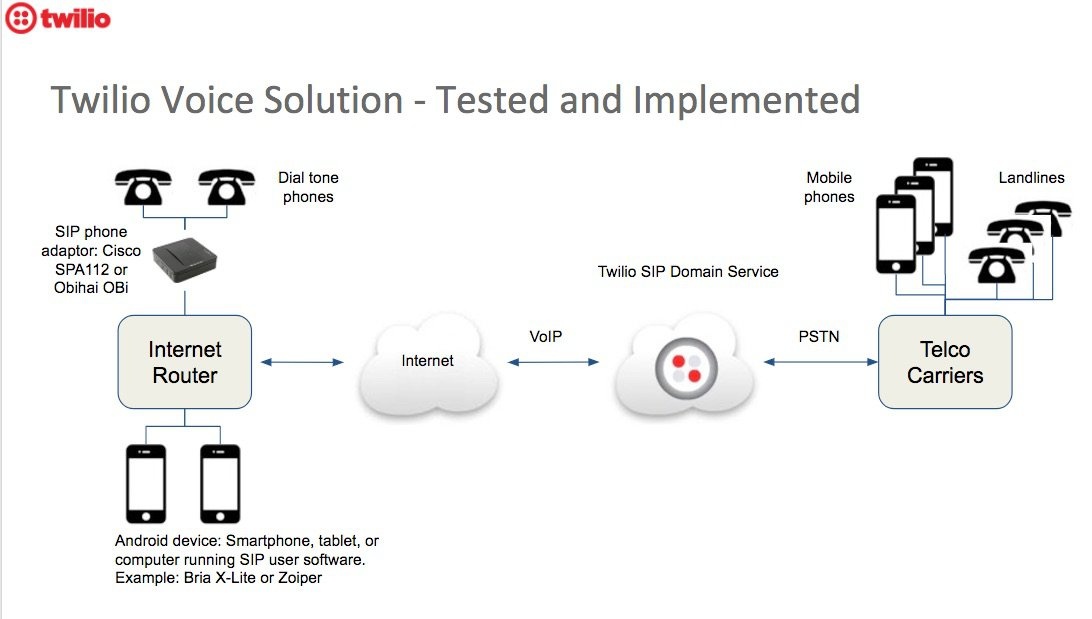 twilio
Twilio Voice Solution - Tested and Implemented
Dial tone
phones
SIP phone
adaptor: Cisco
SPA112 or
Obihai OBi
Mobile
phones
Landlines
Twilio SIP Domain Service
Internet
Router
Internet
VoIP
PSTN
Telco
Carriers
Android device: Smartphone, tablet, or
computer running SIP user software.
Example: Bria X-Lite or Zoiper